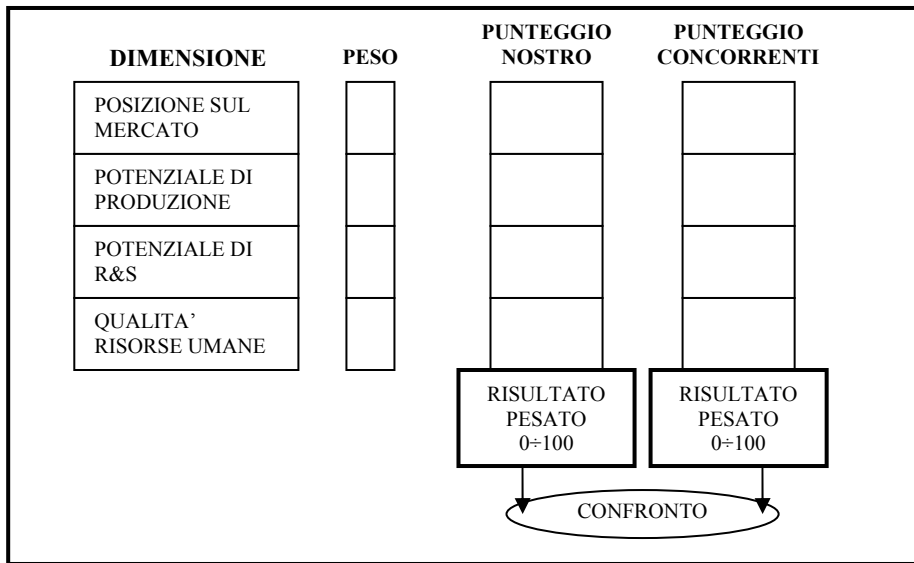 DIMENSIONE
PESO
PUNTEGGIO
NOSTRO
PUNTEGGIO
CONCORRENTI
POSIZIONE SUL
MERCATO
POTENZIALE DI
PRODUZIONE
POTENZIALE DI
R&S
QUALITA’
RISORSE UMANE
RISULTATO
PESATO
0÷100
RISULTATO
PESATO
0÷100
CONFRONTO